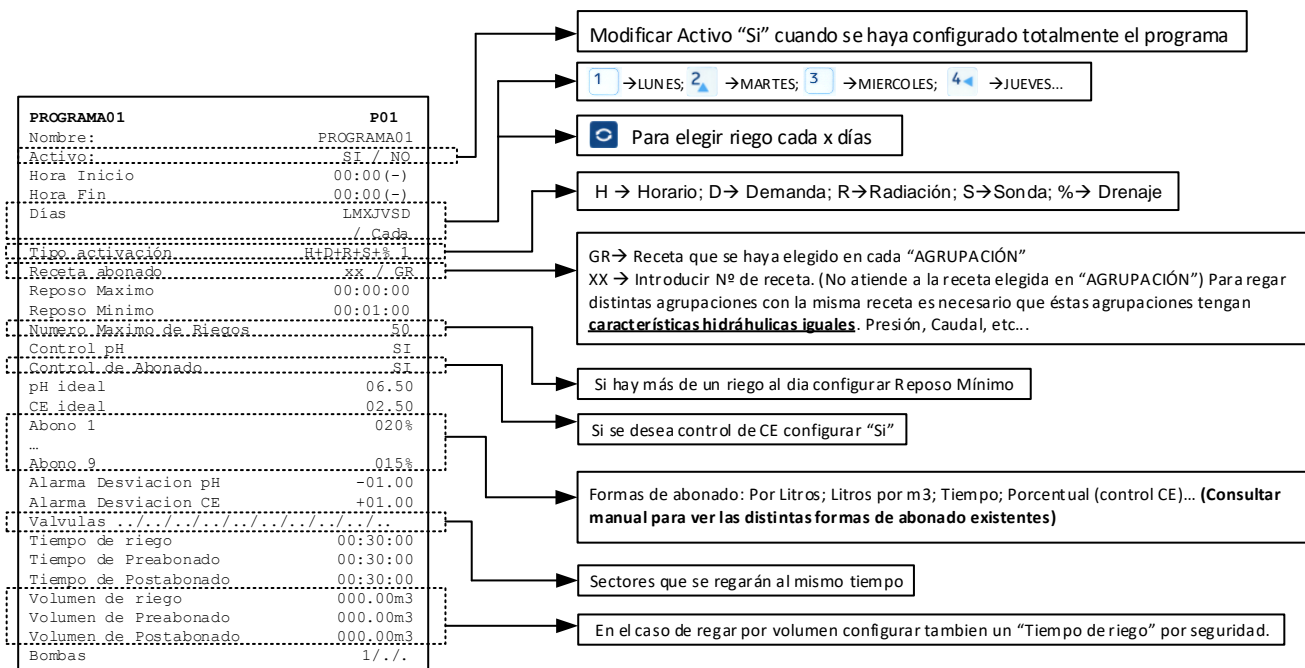 PROGRAMA01 P01
Nombre: PROGRAMA01
Activo: SI / NO
Hora Inicio 00:00(-)
Hora Fin 00:00(-)
Días LMXJVSD
/ Cada
Tipo activación H+D+R+S+% 1
Receta abonado xx / GR
Reposo Maximo 00:00:00
Reposo Minimo 00:01:00
Numero Maximo de Riegos 50
Control pH SI
Control de Abonado SI
pH ideal 06.50
CE ideal 02.50
Abono 1 020%
…
Abono 9 015%
Alarma Desviacion pH -01.00
Alarma Desviacion CE +01.00
Valvulas ../../../../../../../../..
Tiempo de riego 00:30:00
Tiempo de Preabonado 00:30:00
Tiempo de Postabonado 00:30:00
Volumen de riego 000.00m3
Volumen de Preabonado 000.00m3
Volumen de Postabonado 000.00m3
Bombas 1/./.
Modificar Activo “Si” cuando se haya configurado totalmente el programa
1 →LUNES; 2 →MARTES; 3 →MIERCOLES; 4 →JUEVES...
Para elegir riego cada x días
H → Horario; D→ Demanda; R→Radiación; S→Sonda; %→ Drenaje
GR→ Receta que se haya elegido en cada “AGRUPACIÓN”
XX → Introducir Nº de receta. (No atiende a la receta elegida en “AGRUPACIÓN”) Para regar
distintas agrupaciones con la misma receta es necesario que éstas agrupaciones tengan
características hidráhulicas iguales. Presión, Caudal, etc...
Si hay más de un riego al dia configurar Reposo Mínimo
Si se desea control de CE configurar “Si”
Formas de abonado: Por Litros; Litros por m3; Tiempo; Porcentual (control CE)... (Consultar
manual para ver las distintas formas de abonado existentes)
Sectores que se regarán al mismo tiempo
En el caso de regar por volumen configurar tambien un “Tiempo de riego” por seguridad.